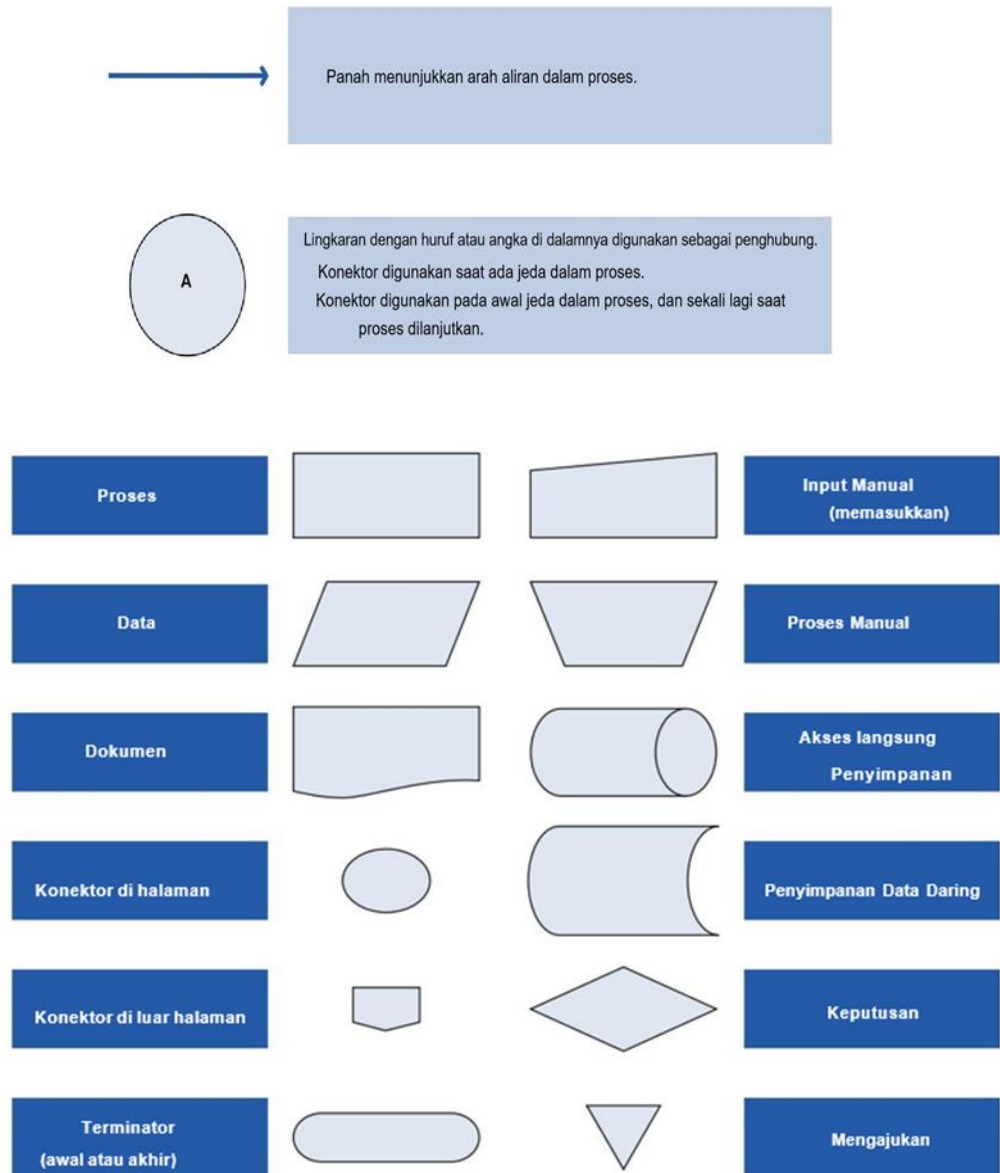 Panah menunjukkan arah aliran dalam proses.
A
Lingkaran dengan huruf atau angka di dalamnya digunakan sebagai penghubung.
Konektor digunakan saat ada jeda dalam proses.
Konektor digunakan pada awal jeda dalam proses, dan sekali lagi saat
proses dilanjutkan.
Proses
Input Manual
(memasukkan)
Data
Proses Manual
Dokumen
Akses langsung
Penyimpanan
Konektor di halaman
Penyimpanan Data Daring
Konektor di luar halaman
Keputusan
Terminator
(awal atau akhir)
Mengajukan